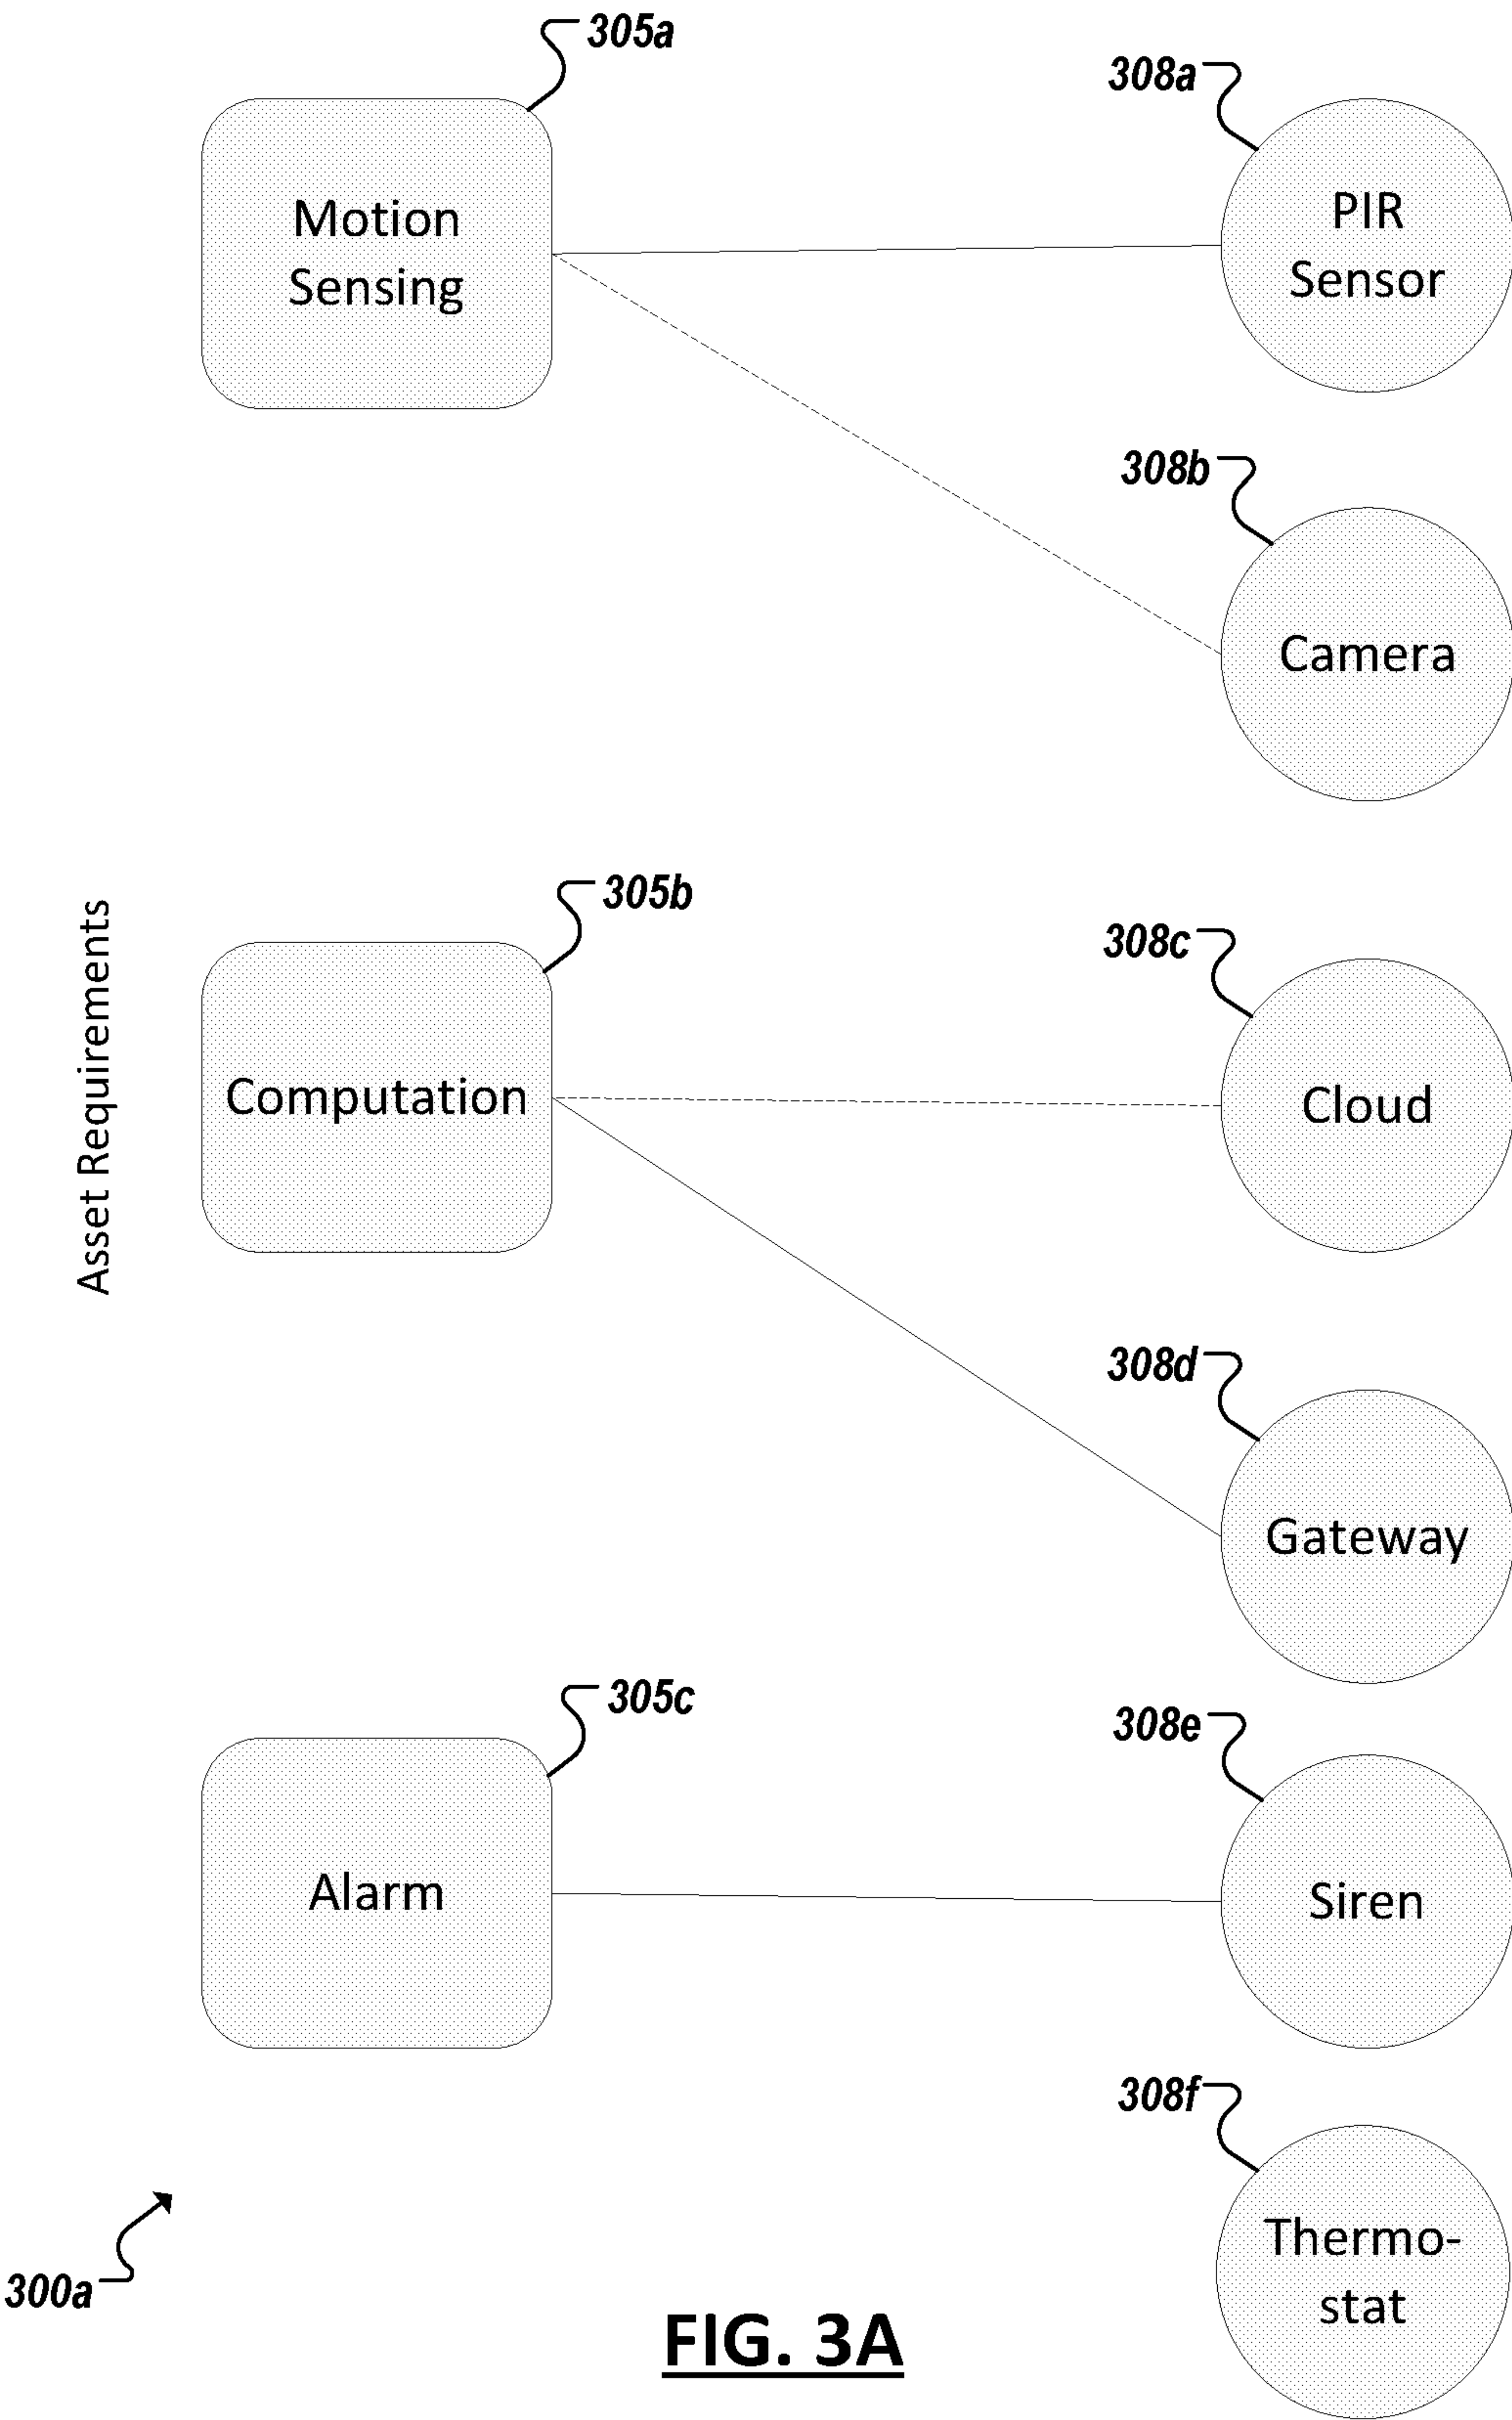 305a
308a
Motion
Sensing
PIR
Sensor
308b
Camera
Asset Requirements
305b
308c
Computation
Cloud
308d
Gateway
305c
308e
Alarm
Siren
308f
Thermo-
stat
300a
FIG. 3A